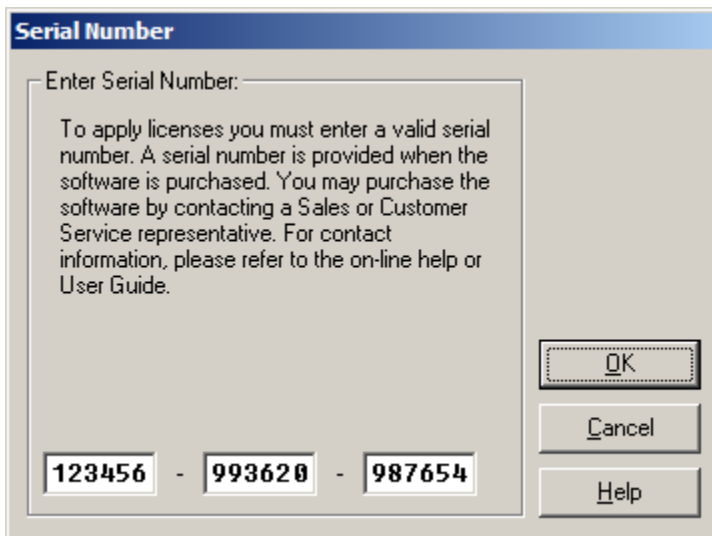 Serial Number
Enter Serial Number:
To apply licenses you must enter a valid serial
number. A serial number is provided when the
software is purchased. You may purchase the
software by contacting a Sales or Customer
Service representative. For contact
information, please refer to the on-line help or
User Guide.
OK
Cancel
123456 - 993620 - 987654
Help